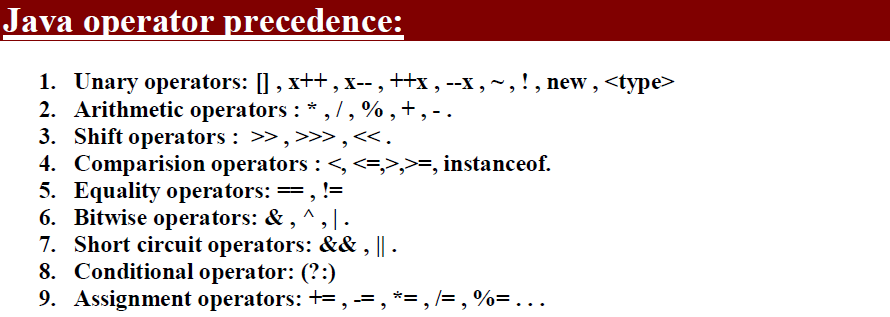 Java operator precedence:
1. Unary operators: [] , x++ , x-- , ++x , --x , ~ , ! , new , <type>
2. Arithmetic operators : * , / , % , + , - .
3. Shift operators : >> , >>> , << .
4. Comparision operators : <, <=,>,>=, instanceof.
5. Equality operators: == , !=
6. Bitwise operators: & , ^ , | .
7. Short circuit operators: && , || .
8. Conditional operator: (?:)
9. Assignment operators: += , -= , *= , /= , %= . . .